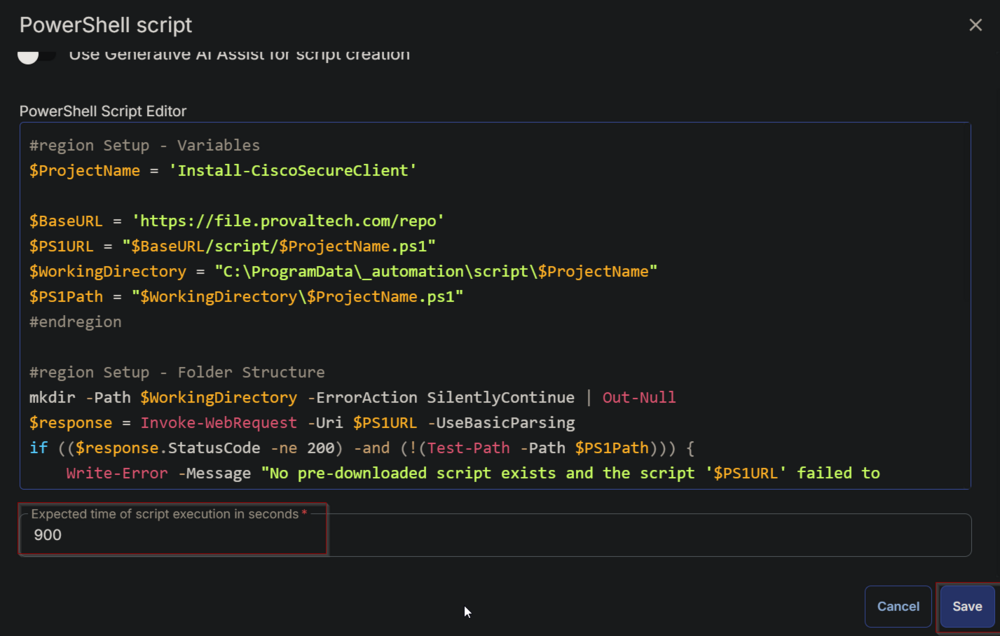 PowerShell script
Use Generative AI Assist for script creation
PowerShell Script Editor
#region Setup - Variables
$ProjectName = 'Install-CiscoSecureClient'
$BaseURL = 'https://file.provaltech.com/repo'
$PS1URL = "$BaseURL/script/$ProjectName.ps1"
$WorkingDirectory = "C:\ProgramData\_automation\script\$ProjectName"
$PS1Path = "$WorkingDirectory\$ProjectName.ps1"
#endregion
#region Setup - Folder Structure
mkdir -Path $WorkingDirectory -ErrorAction SilentlyContinue | Out-Null
$response = Invoke-WebRequest -Uri $PS1URL -UseBasicParsing
if (($response.StatusCode -ne 200) -and (!(Test-Path -Path $PS1Path))) {
Write-Error -Message "No pre-downloaded script exists and the script '$PS1URL' failed to
Expected time of script execution in seconds *
900
Cancel Save